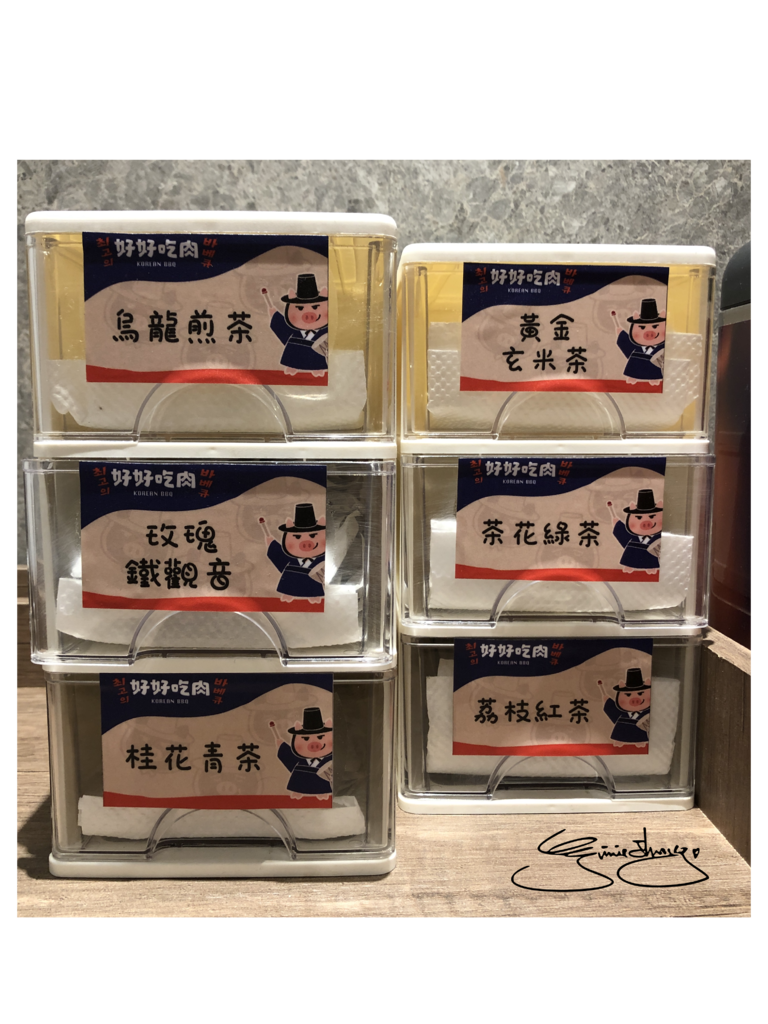 최고의 好好吃肉 바베큐
KOREAN BBQ
烏龍煎茶
최고의 好好吃肉 바베큐
KOREAN BBQ
玫瑰
鐵觀音
최고의 好好吃肉 바베큐
KOREAN BBQ
桂花青茶
최고의 好好吃肉 바베큐
KOREAN BBQ
黃金
玄米茶
최고의 好好吃肉 바베큐
KOREAN BBQ
茶花綠茶
최고의 好好吃肉 바베큐
KOREAN BBQ
荔枝紅茶